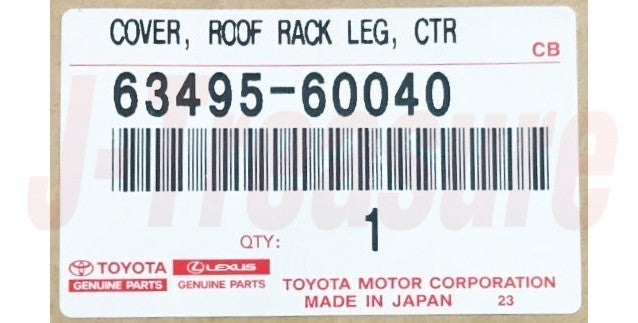 COVER, ROOF RACK LEG, CTR
CB
63495-60040
J-Treasure
QTY: 1
TOYOTA LEXUS
GENUINE PARTS GENUINE PARTS
TOYOTA MOTOR CORPORATION
MADE IN JAPAN 23